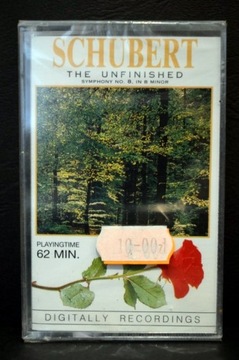 SCHUBERT
THE UNFINISHED
SYMPHONY NO. 8. IN B MINOR
PLAYINGTIME
62 MIN.
DIGITALLY RECORDINGS